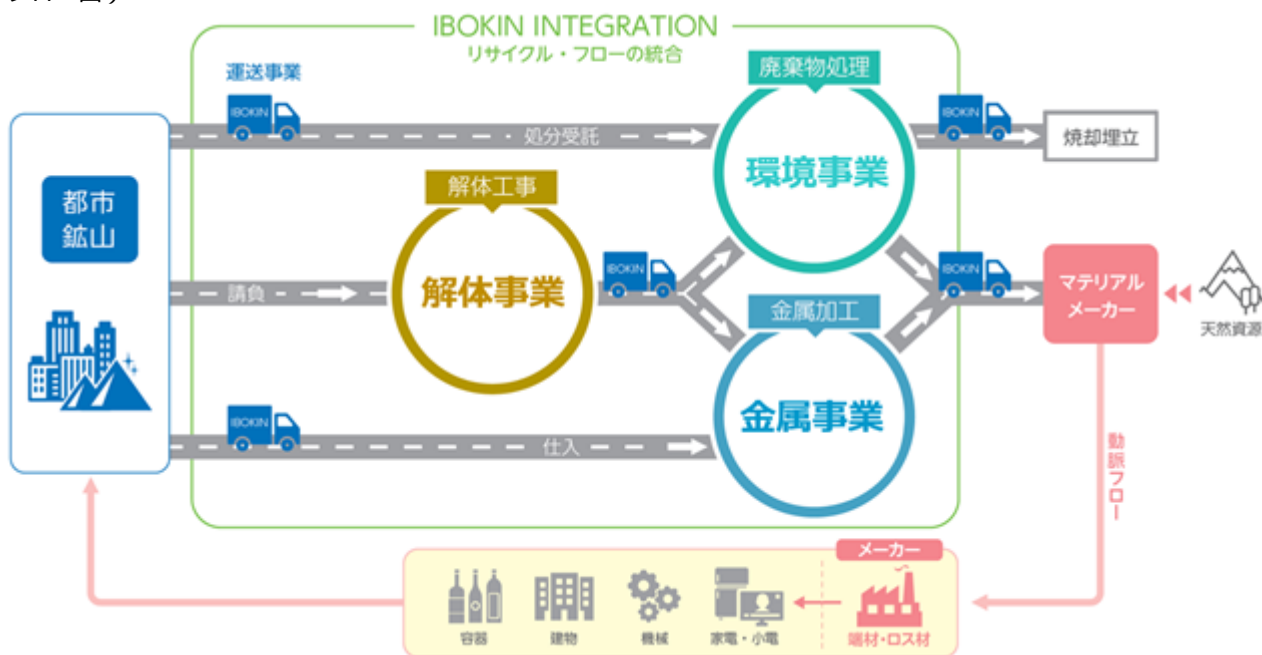 IBOKIN INTEGRATION
リサイクル・フローの統合
運送事業
廃棄物処理
IBOKIN
IBOKIN
処分受託
焼却埋立
環境事業
解体工事
都市
鉱山
解体事業
請負
IBOKIN
IBOKIN
マテリアル
メーカー
天然資源
金属加工
金属事業
IBOKIN
仕入
動脈フロー
メーカー
容器
建物
機械
家電・小電
端材・ロス材